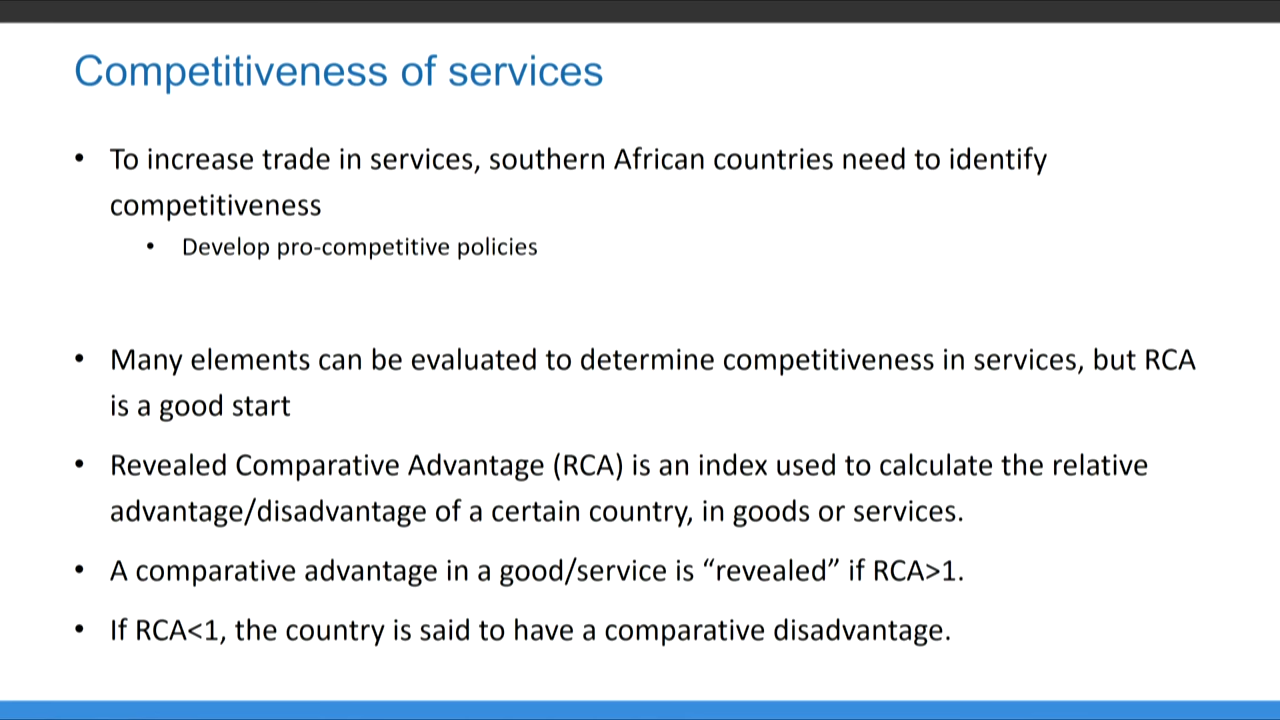 Competitiveness of services
• To increase trade in services, southern African countries need to identify
competitiveness
• Develop pro-competitive policies
• Many elements can be evaluated to determine competitiveness in services, but RCA
is a good start
• Revealed Comparative Advantage (RCA) is an index used to calculate the relative
advantage/disadvantage of a certain country, in goods or services.
• A comparative advantage in a good/service is “revealed” if RCA>1.
• If RCA<1, the country is said to have a comparative disadvantage.